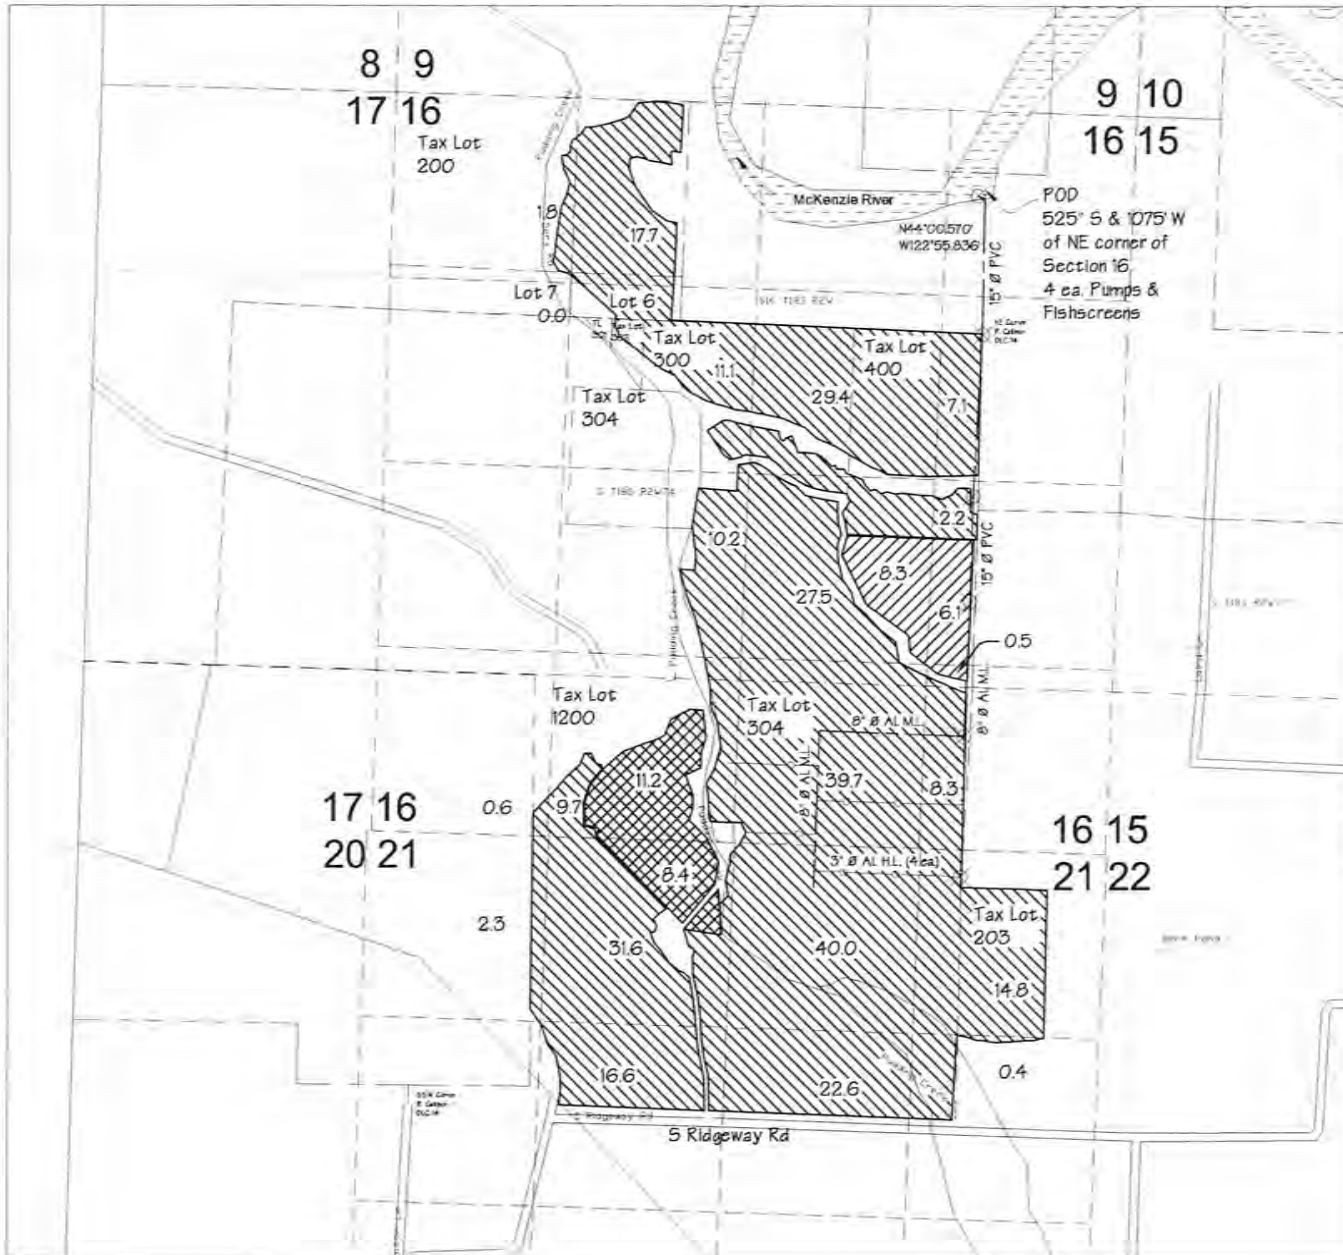 8 9
17 16
Tax Lot
200
9 10
16 15
POD
525' S & 1075' W
of NE corner of
Section 16
4 ea. Pumps &
Fishscreens
McKenzie River
N44°00.570'
W122°55.836'
15" Ø PVC
1.8
17.7
Lot 7
0.0
Lot 6
Tax Lot
300
11.1
Tax Lot
400
29.4
7.1
Tax Lot
304
2.2
10.2
15" Ø PVC
8.3
27.5
6.1
0.5
Pudding Creek
8" Ø AL M.L.
Tax Lot
1200
Tax Lot
304
8" Ø AL M.L.
8" Ø AL M.L.
11.2
39.7
8.3
9.7
0.6
17 16
20 21
16 15
21 22
3" Ø AL H.L. (4 ea)
8.4
Tax Lot
203
2.3
31.6
40.0
14.8
16.6
22.6
0.4
S Ridgeway Rd
S Ridgeway Rd